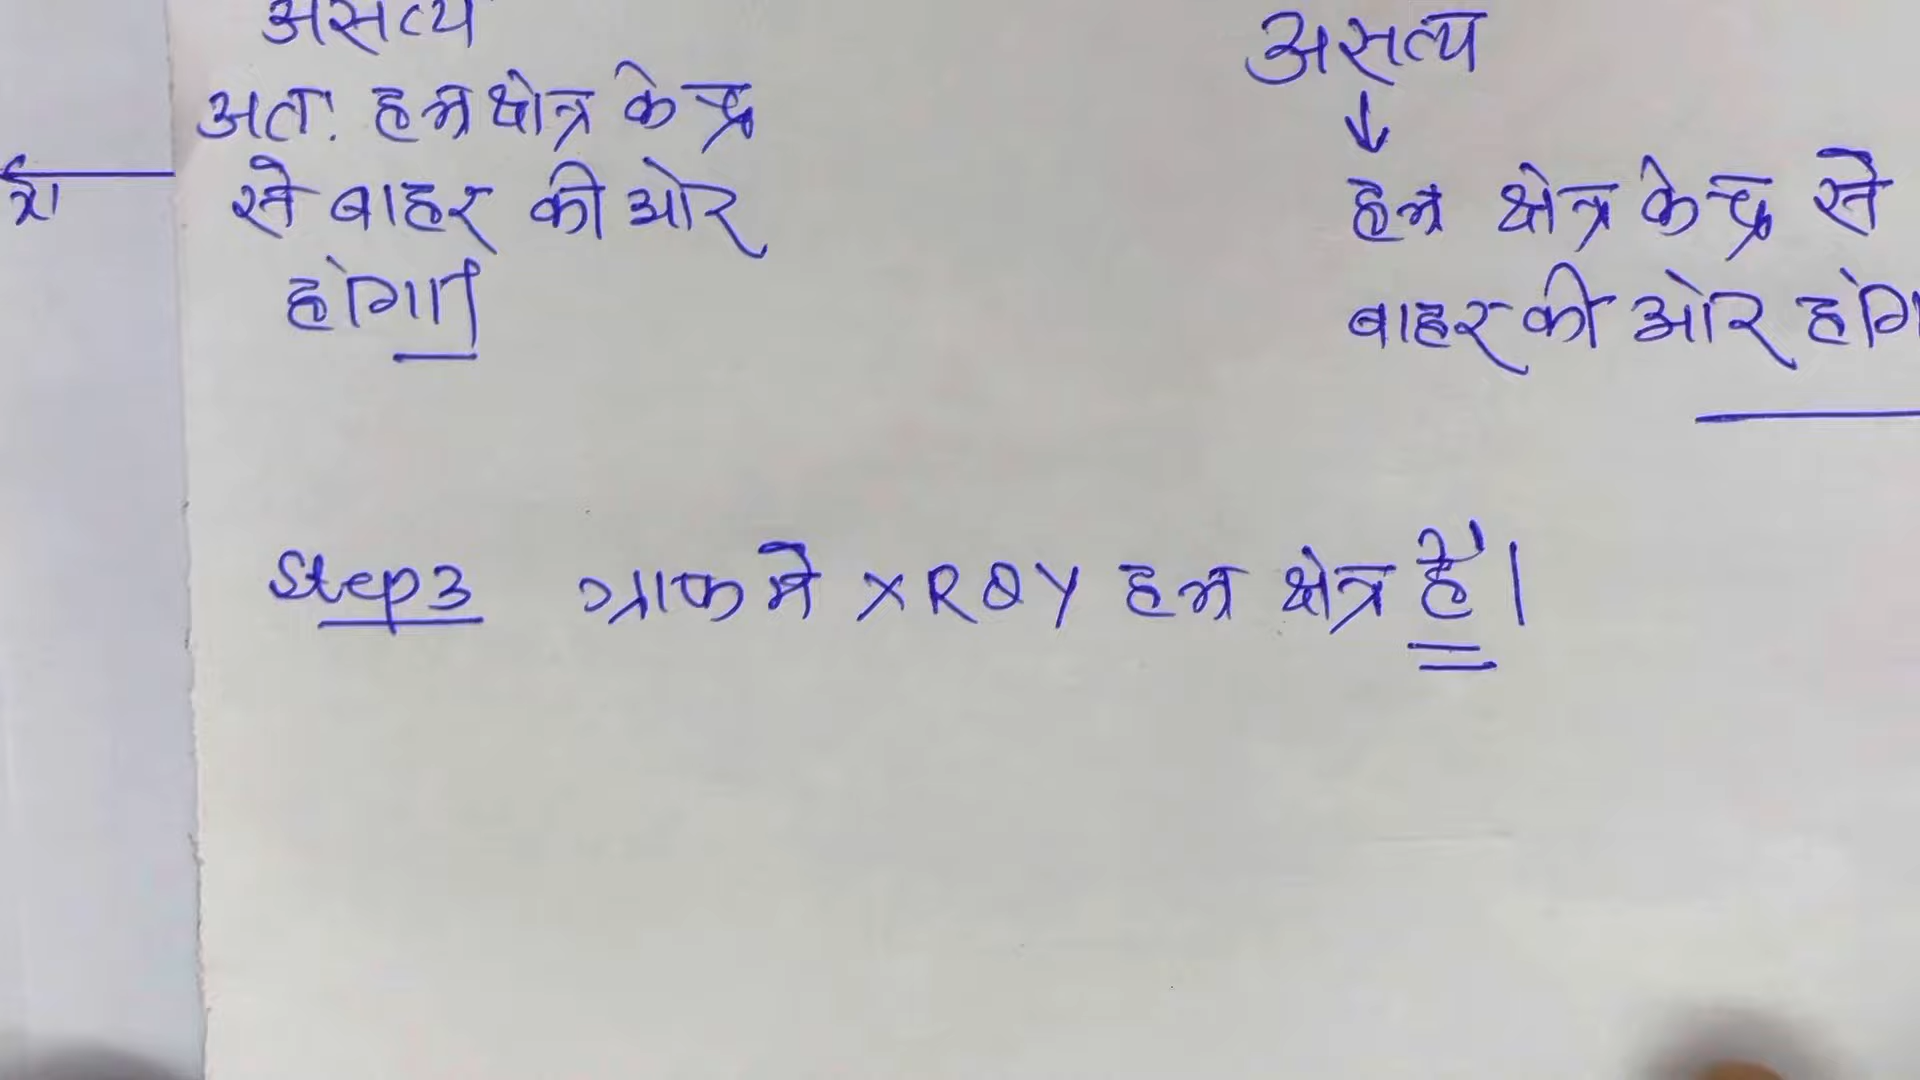 असत्य
अतः हल क्षेत्र केन्द्र
से बाहर की ओर
होगा।
असत्य
↓
हल क्षेत्र केन्द्र से
बाहर की ओर होग
Step3 ग्राफ मे XRQY हल क्षेत्र है।